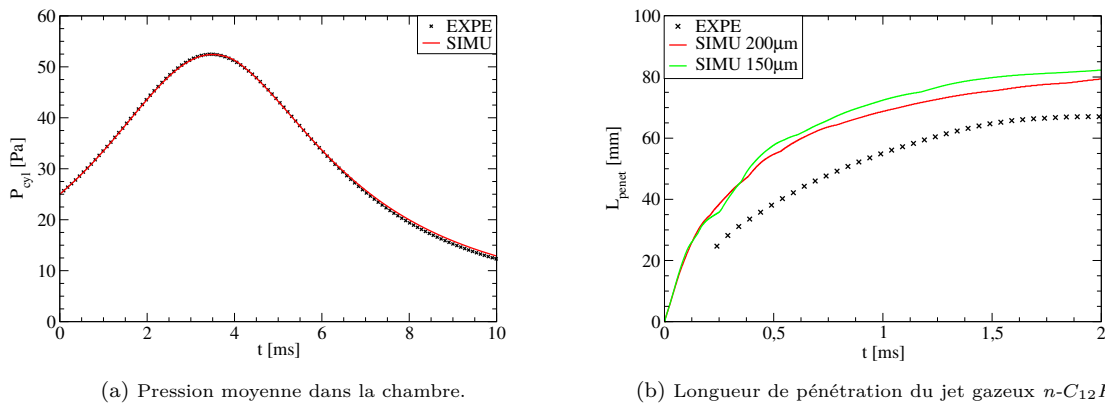 EXPE
SIMU
60
50
40
30
20
10
0
P_cyl [Pa]
0 2 4 6 8 10
t [ms]
(a) Pression moyenne dans la chambre.
EXPE
SIMU 200μm
SIMU 150μm
100
80
60
40
20
0
L_penet [mm]
0 0,5 1 1,5 2
t [ms]
(b) Longueur de pénétration du jet gazeux n-C12